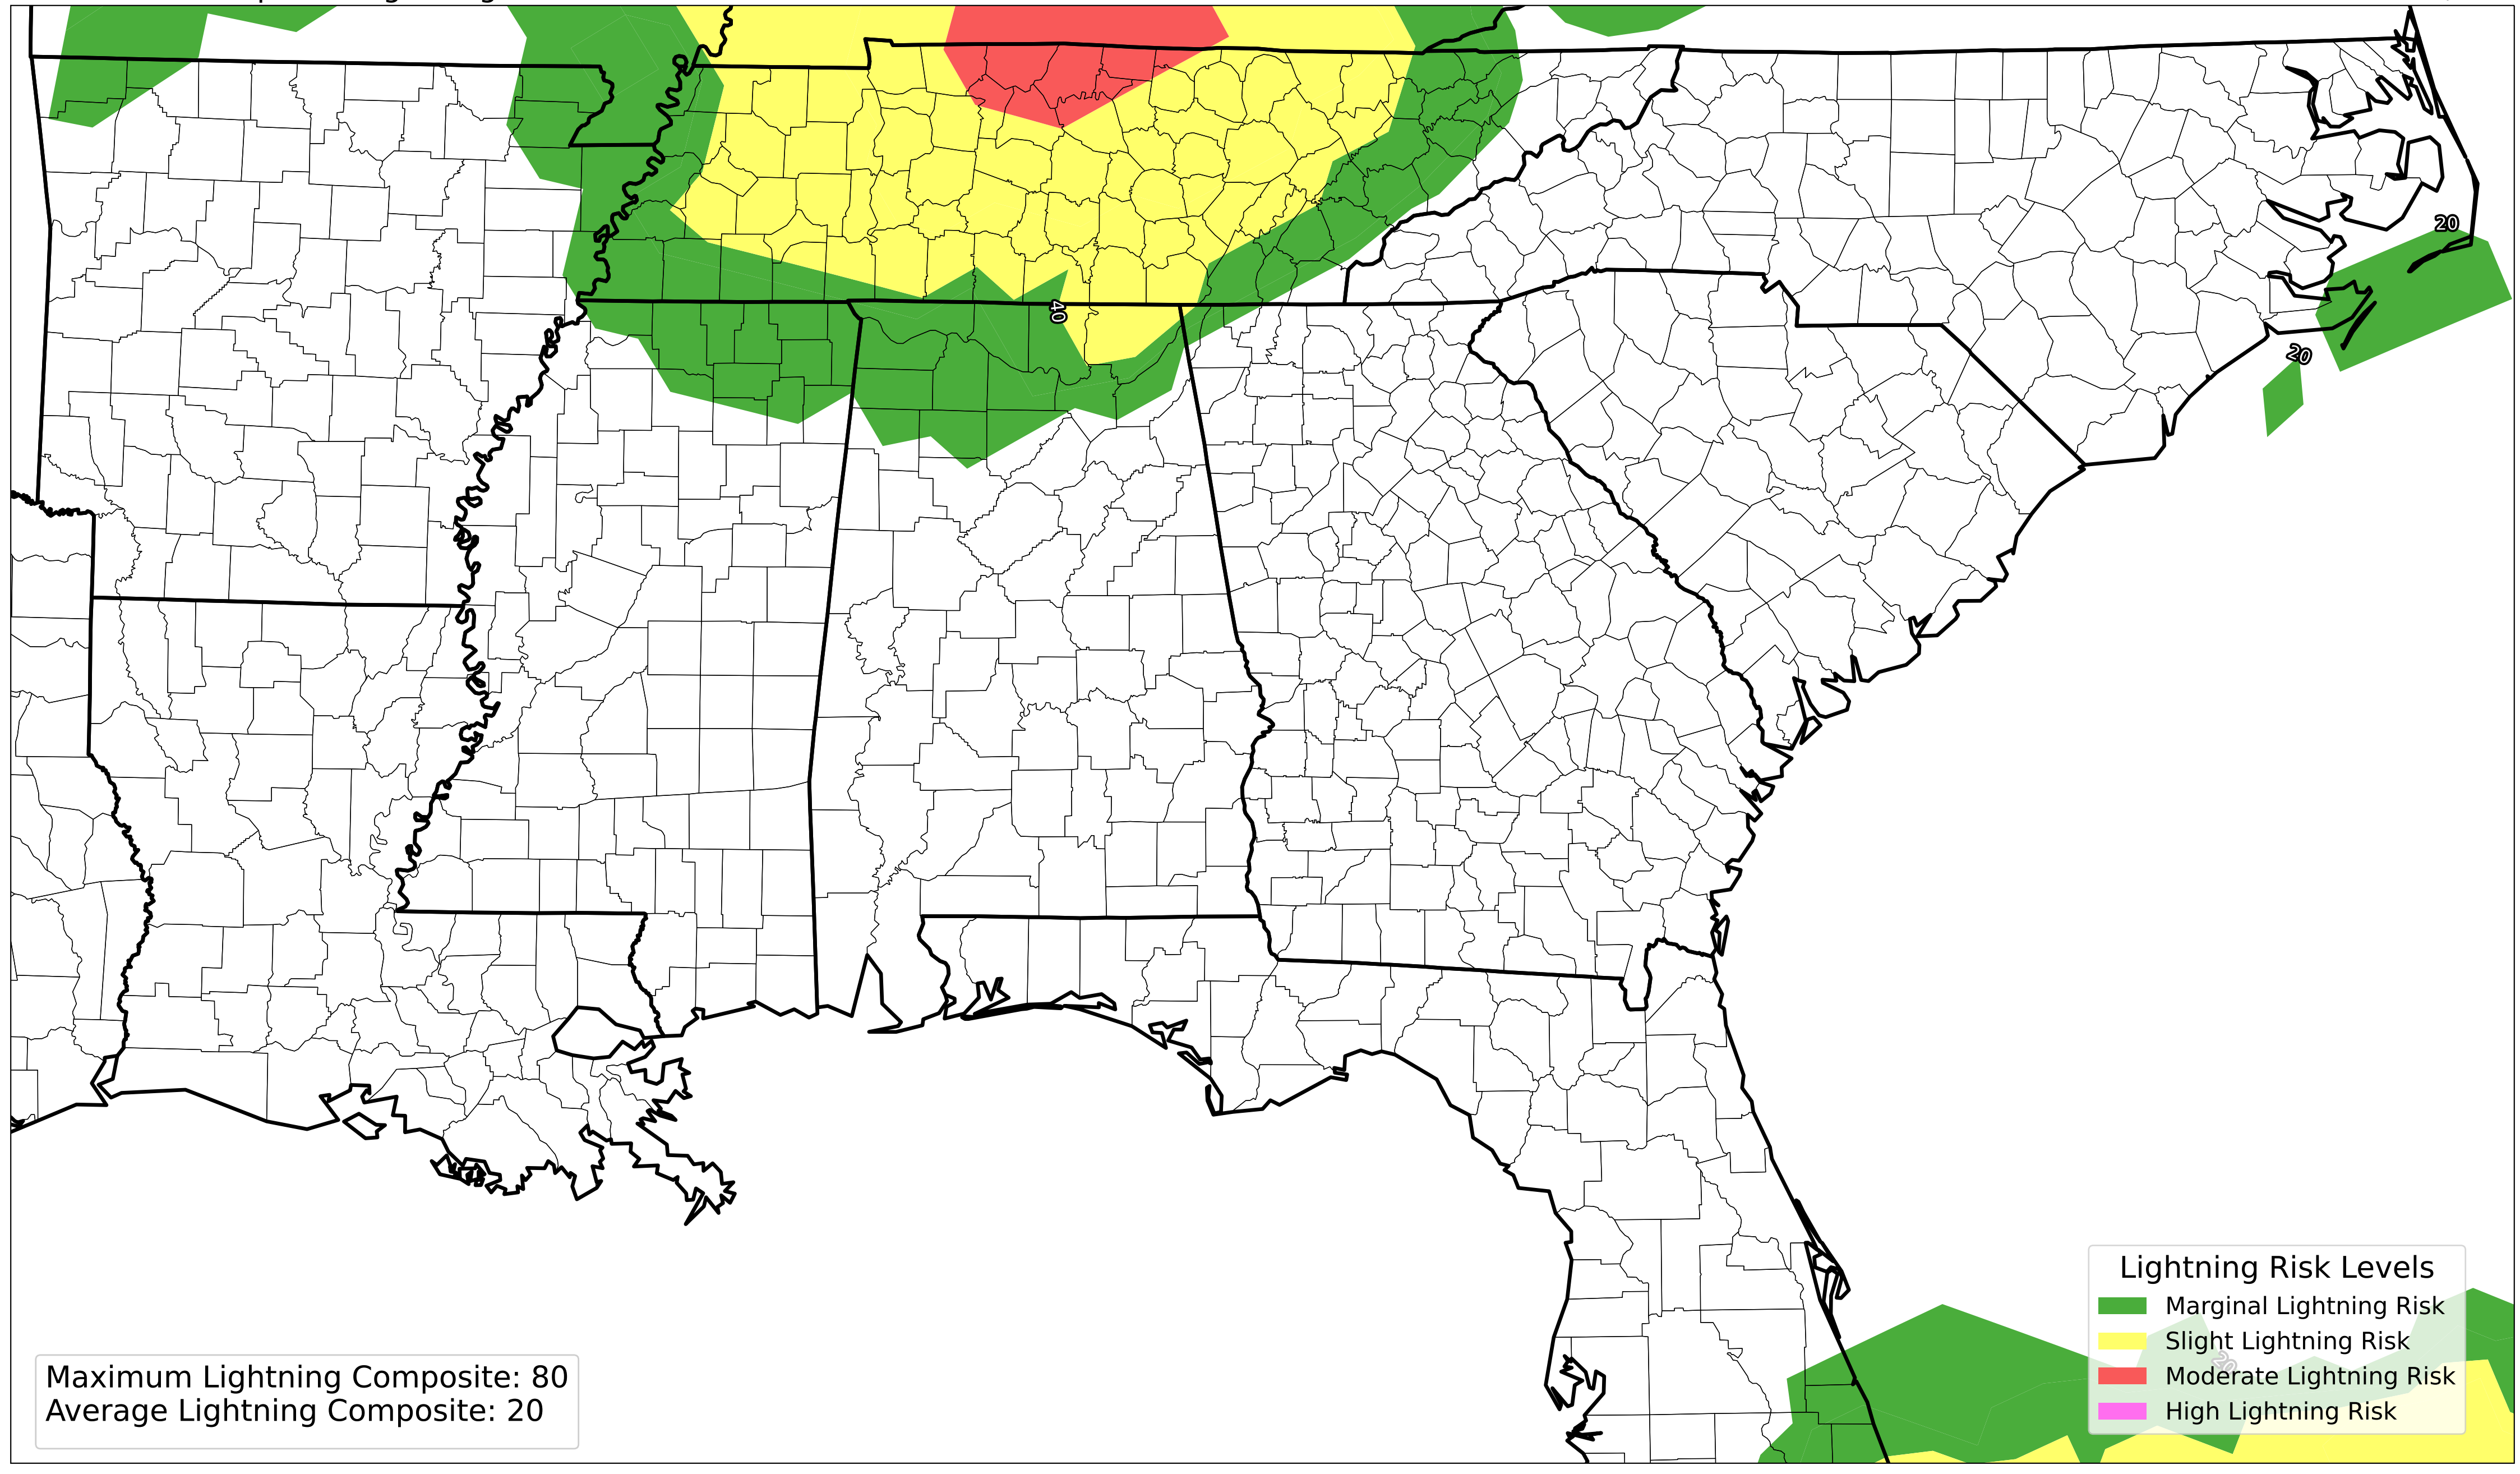 20
40
20
Lightning Risk Levels
Marginal Lightning Risk
Slight Lightning Risk
20
Moderate Lightning Risk
High Lightning Risk
Maximum Lightning Composite: 80
Average Lightning Composite: 20